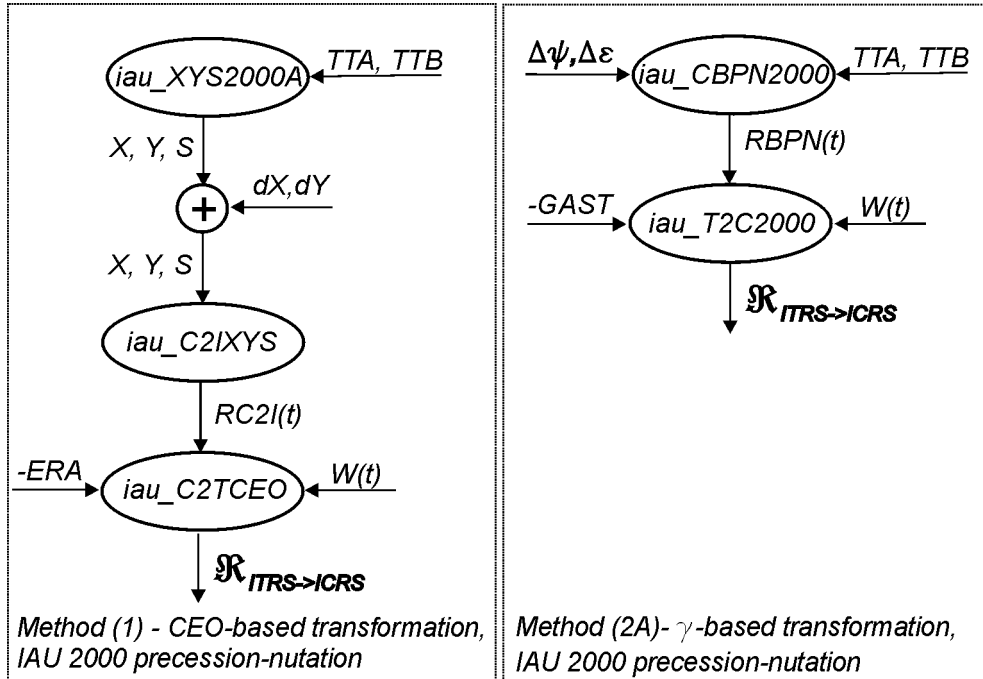 iau_XYS2000A
TTA, TTB
X, Y, S
+
dX,dY
X, Y, S
iau_C2IXYS
RC2I(t)
-ERA
iau_C2TCEO
W(t)
ℜ ITRS->ICRS
Method (1) - CEO-based transformation,
IAU 2000 precession-nutation
Δψ,Δε
iau_CBPN2000
TTA, TTB
RBPN(t)
-GAST
iau_T2C2000
W(t)
ℜ ITRS->ICRS
Method (2A)- γ-based transformation,
IAU 2000 precession-nutation